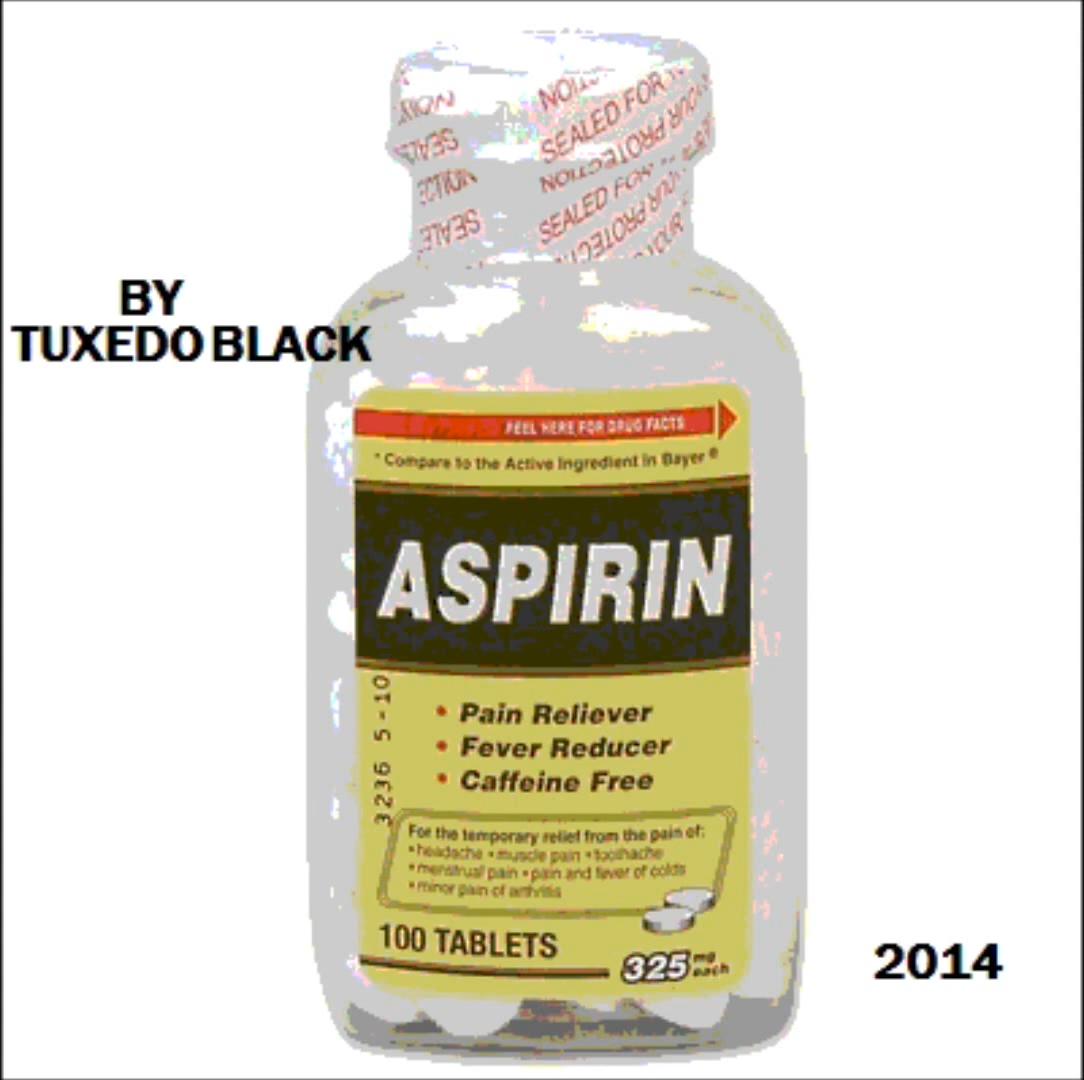 SEALED FOR
YOUR PROTECTION
SEALED FOR
BY
TUXEDO BLACK
PEEL HERE FOR DRUG FACTS
* Compare to the Active Ingredient in Bayer ®
ASPIRIN
3236 5-10
• Pain Reliever
• Fever Reducer
• Caffeine Free
For the temporary relief from the pain of:
• headache • muscle pain • toothache
• menstrual pain • pain and fever of colds
• minor pain of arthritis
100 TABLETS
325 mg each
2014